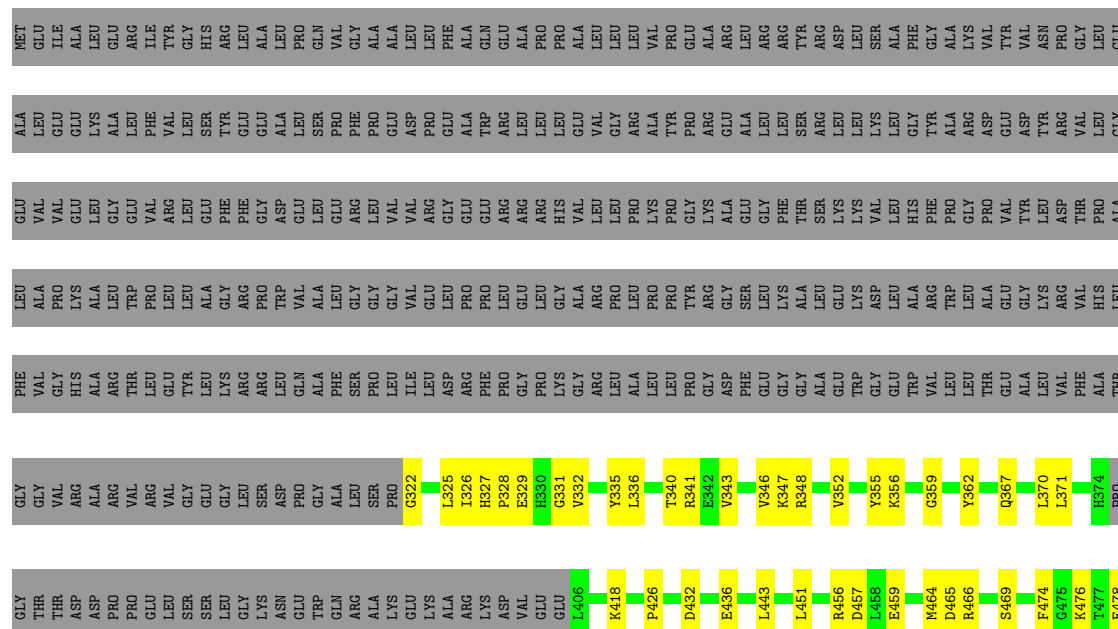 MET GLU ILE ALA LEU GLU ARG ILE TYR GLY HIS ARG LEU ALA LEU PRO GLN VAL GLY ALA ALA LEU LEU PHE ALA GLN GLU ALA PRO PRO ALA LEU LEU LEU VAL PRO GLU ALA ARG LEU ARG ARG TYR ARG ASP LEU SER ALA PHE GLY ALA LYS VAL TYR VAL ASN PRO GLY LEU GLU
ALA LEU GLU GLU LYS ALA LEU PHE VAL LEU SER TYR GLU GLU ALA LEU SER PRO PHE PRO GLU ASP PRO GLU ALA TRP ARG LEU LEU LEU GLU VAL GLY ARG ALA TYR PRO ARG GLU ALA LEU LEU SER ARG LEU LEU LYS LEU GLY TYR ALA ARG ASP GLU ASP TYR ARG VAL LEU GLY
GLU VAL VAL GLU LEU GLY GLU VAL ARG LEU GLU PHE PHE GLY ASP GLU LEU GLU ARG LEU VAL VAL ARG GLY GLU GLU ARG ARG ARG HIS VAL LEU LEU PRO LYS PRO GLY LYS ALA GLU GLY PHE THR SER LYS LYS VAL LEU HIS PHE PRO GLY PRO VAL TYR LEU ASP THR PRO ALA
LEU ALA PRO LYS ALA LEU TRP PRO LEU LEU ALA GLY ARG PRO TRP VAL ALA LEU GLY GLY GLY VAL GLU LEU PRO PRO LEU GLU LEU GLY ALA ARG PRO LEU PRO PRO TYR ARG GLY SER LEU LYS ALA LEU GLU LYS ASP LEU ALA ARG TRP LEU ALA GLU GLY LYS ARG VAL HIS LEU
PHE VAL GLY HIS ALA ARG THR LEU GLU TYR LEU LYS ARG ARG LEU GLN ALA PHE SER PRO LEU ILE LEU ASP ARG PHE PRO GLY PRO LYS GLY ARG LEU ALA LEU LEU PRO GLY ASP PHE GLU GLY GLY ALA GLU TRP GLY GLU TRP VAL LEU LEU THR GLU ALA LEU VAL PHE ALA THR
GLY GLY VAL ARG ALA ARG VAL ARG VAL GLY GLU GLY LEU SER ASP PRO GLY ALA LEU SER PRO G322 L325 I326 H327 P328 E329 H330 G331 V332 Y335 L336 T340 R341 E342 V343 V346 K347 R348 V352 Y355 K356 G359 Y362 Q367 L370 L371 H374 PRO
GLY THR THR ASP ASP PRO PRO GLU LEU SER SER LEU GLY LYS ASN GLU TRP GLN ARG ALA LYS GLU LYS ALA ARG LYS ASP VAL GLU GLU L406 K418 P426 D432 E436 L443 L451 R456 D457 L458 E459 M464 D465 R466 S469 F474 G475 K476 T477